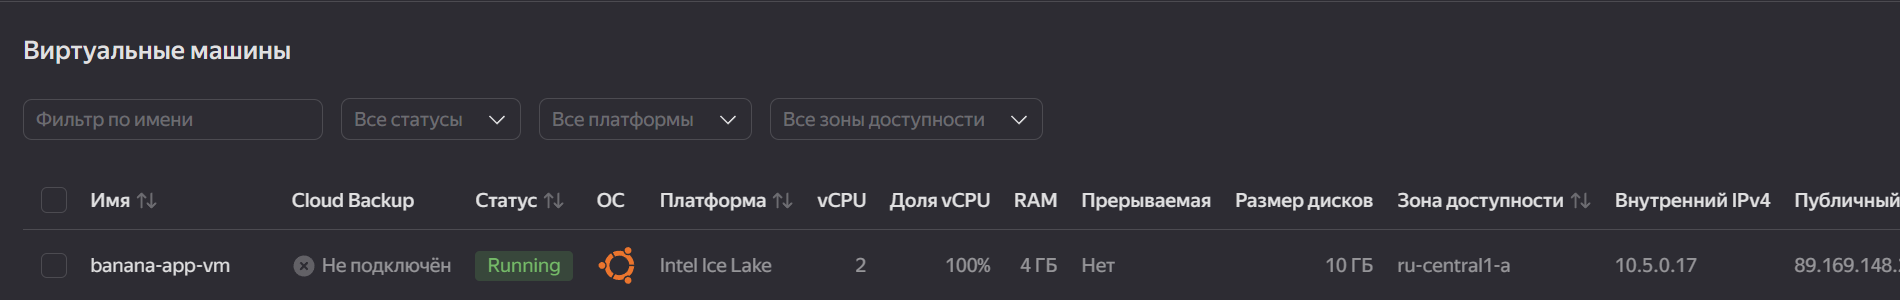 Виртуальные машины
Фильтр по имени Все статусы Все платформы Все зоны доступности
Имя Cloud Backup Статус ОС Платформа vCPU Доля vCPU RAM Прерываемая Размер дисков Зона доступности Внутренний IPv4 Публичный
banana-app-vm Не подключён Running Intel Ice Lake 2 100% 4 ГБ Нет 10 ГБ ru-central1-a 10.5.0.17 89.169.148.